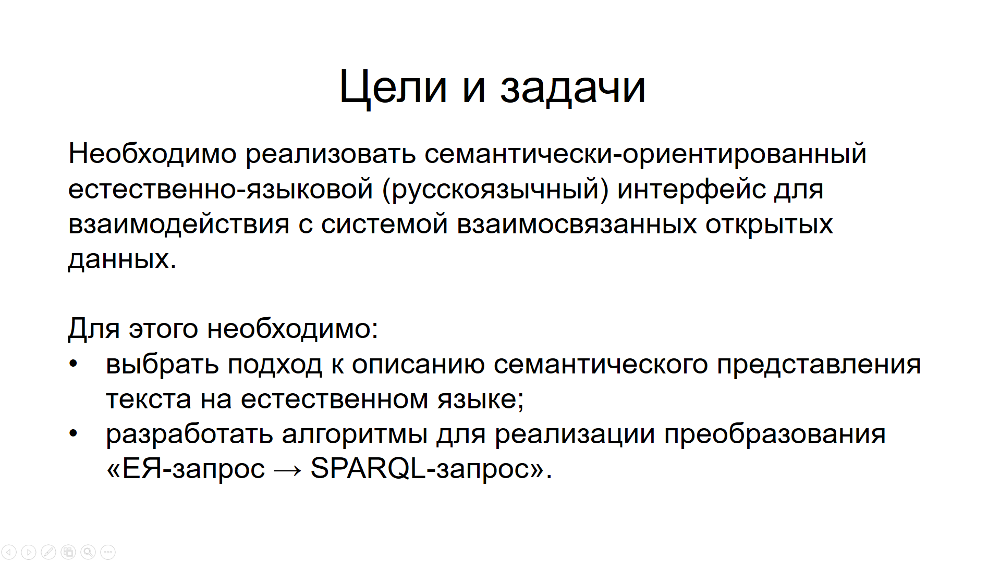 Цели и задачи
Необходимо реализовать семантически-ориентированный
естественно-языковой (русскоязычный) интерфейс для
взаимодействия с системой взаимосвязанных открытых
данных.
Для этого необходимо:
• выбрать подход к описанию семантического представления
текста на естественном языке;
• разработать алгоритмы для реализации преобразования
«ЕЯ-запрос → SPARQL-запрос».